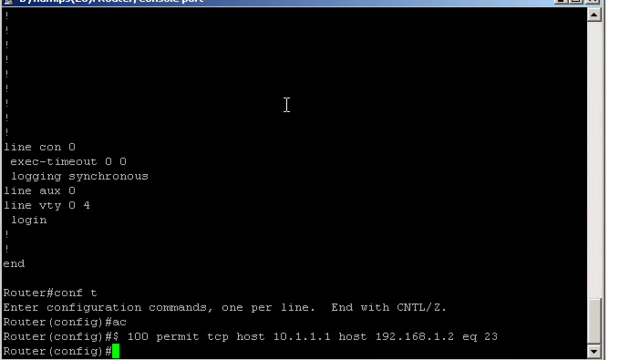 Dynamips(20): Router, Console port
!
!
!
!
!
!
!
!
!
line con 0
exec-timeout 0 0
logging synchronous
line aux 0
line vty 0 4
login
!
!
end
Router#conf t
Enter configuration commands, one per line.  End with CNTL/Z.
Router(config)#ac
Router(config)#$ 100 permit tcp host 10.1.1.1 host 192.168.1.2 eq 23
Router(config)#